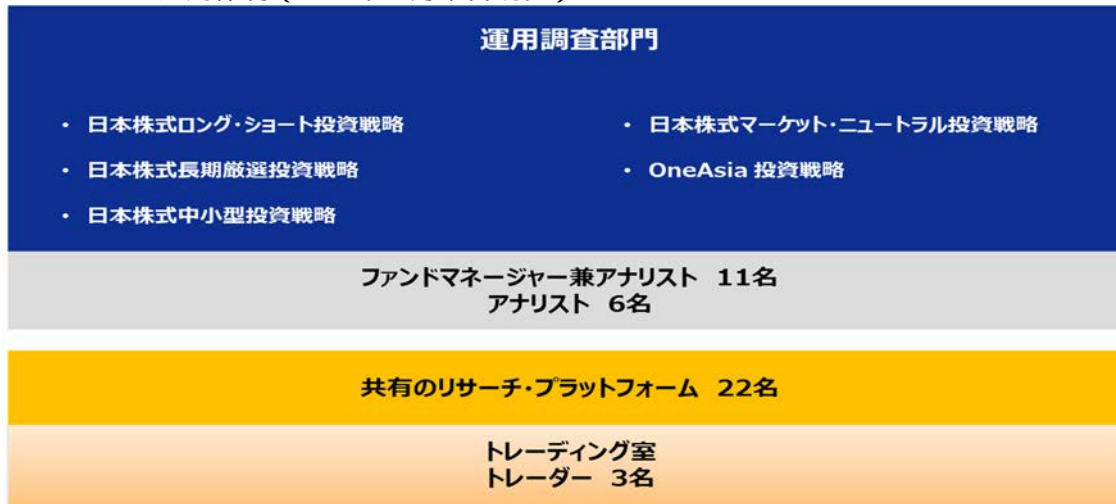 運用調査部門
・ 日本株式ロング・ショート投資戦略
・ 日本株式マーケット・ニュートラル投資戦略
・ 日本株式長期厳選投資戦略
・ OneAsia 投資戦略
・ 日本株式中小型投資戦略
ファンドマネージャー兼アナリスト 11名
アナリスト 6名
共有のリサーチ・プラットフォーム 22名
トレーディング室
トレーダー 3名